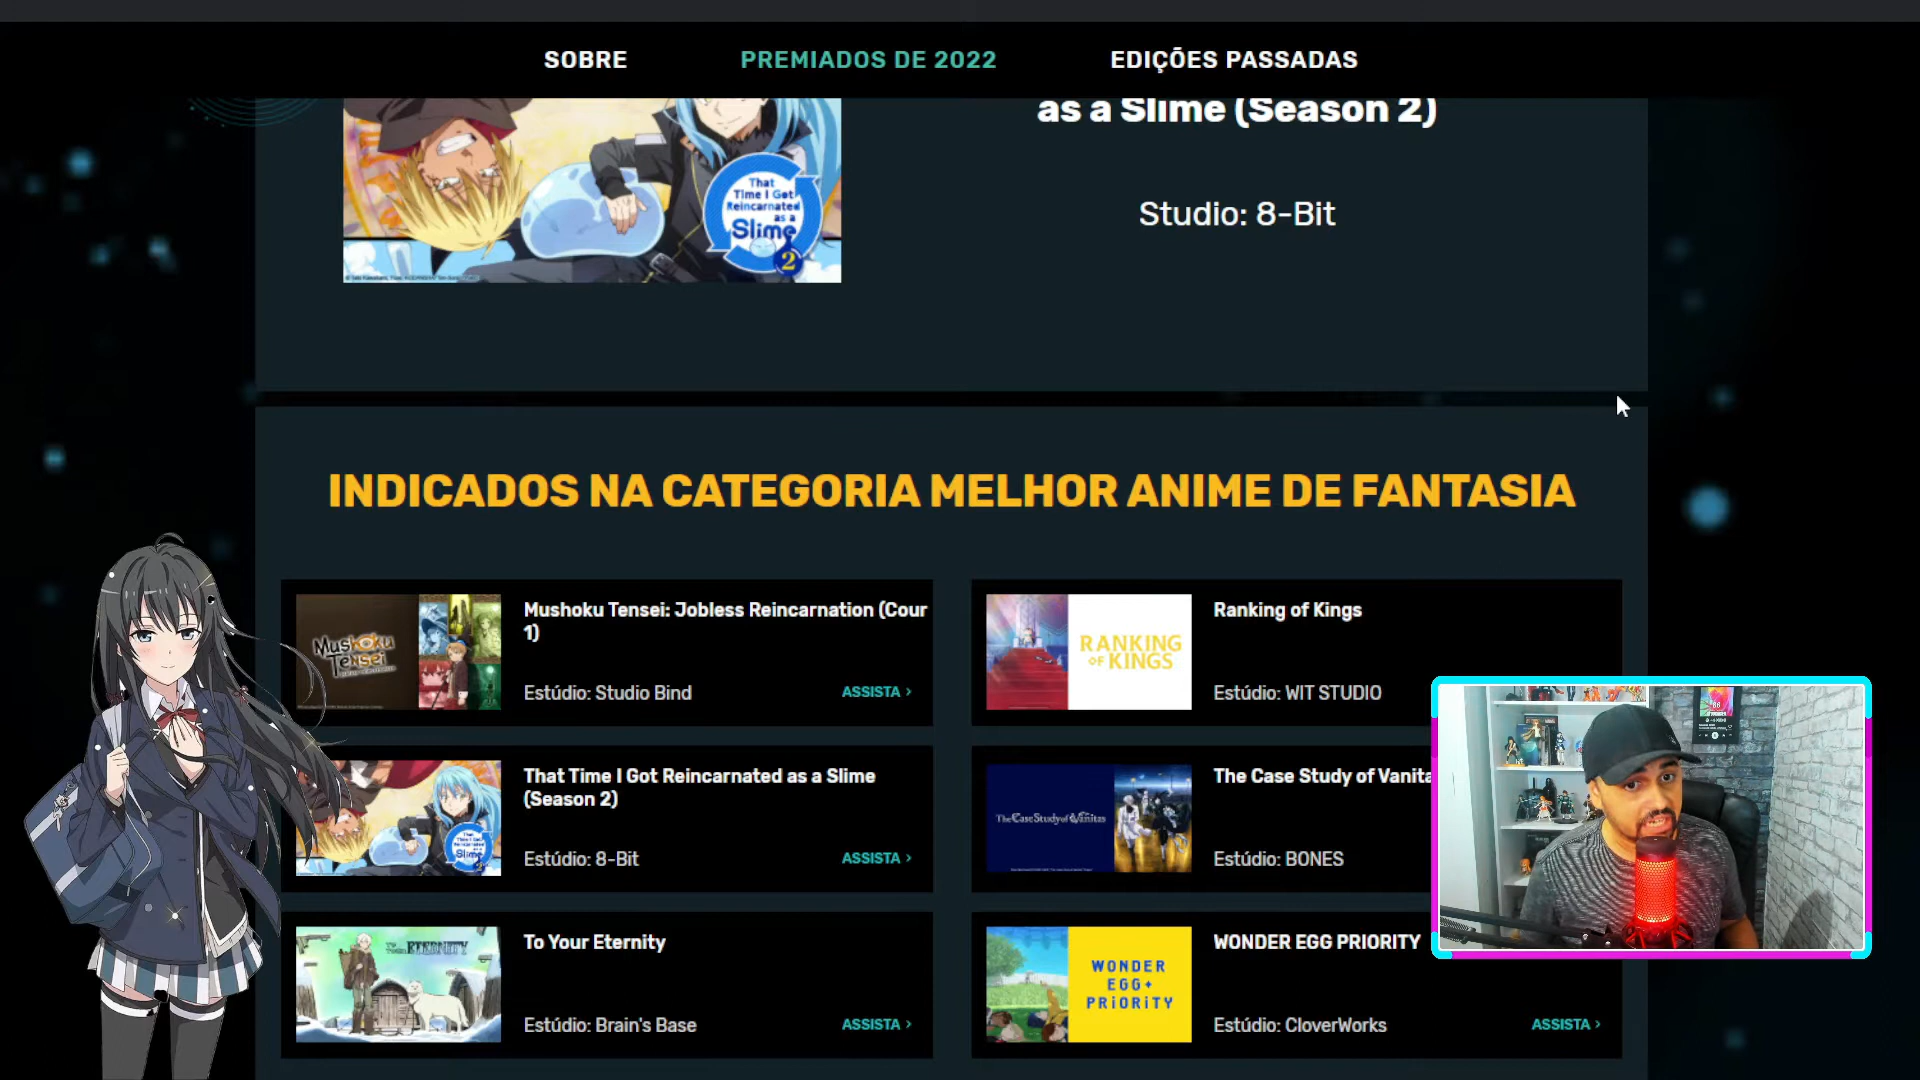 SOBRE
PREMIADOS DE 2022
EDIÇÕES PASSADAS
as a Slime (Season 2)
That
Time I Got
Reincarnated
as a
Slime
2
Studio: 8-Bit
INDICADOS NA CATEGORIA MELHOR ANIME DE FANTASIA
Mushoku
Tensei
Mushoku Tensei: Jobless Reincarnation (Cour
1)
Estúdio: Studio Bind
ASSISTA >
RANKING
OF KINGS
Ranking of Kings
Estúdio: WIT STUDIO
Slime
That Time I Got Reincarnated as a Slime
(Season 2)
Estúdio: 8-Bit
ASSISTA >
The Case Study of Vanitas
The Case Study of Vanita
Estúdio: BONES
ETERNITY
To Your Eternity
Estúdio: Brain's Base
ASSISTA >
WONDER
EGG+
PRiORiTY
WONDER EGG PRIORITY
Estúdio: CloverWorks
ASSISTA >